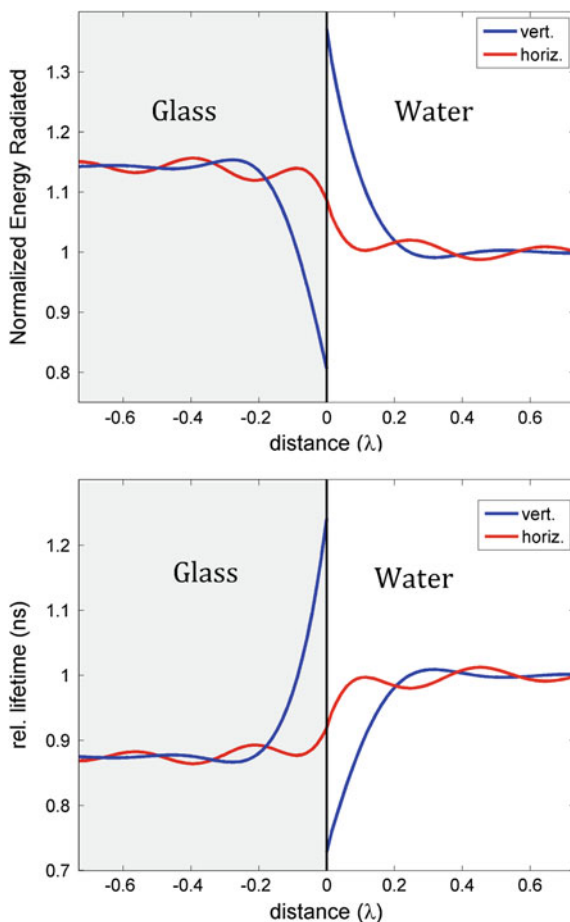 vert.
horiz.
Glass
Water
Normalized Energy Radiated
1.3
1.2
1.1
1
0.9
0.8
-0.6 -0.4 -0.2 0 0.2 0.4 0.6
distance (λ)
vert.
horiz.
Glass
Water
rel. lifetime (ns)
1.2
1.1
1
0.9
0.8
0.7
-0.6 -0.4 -0.2 0 0.2 0.4 0.6
distance (λ)